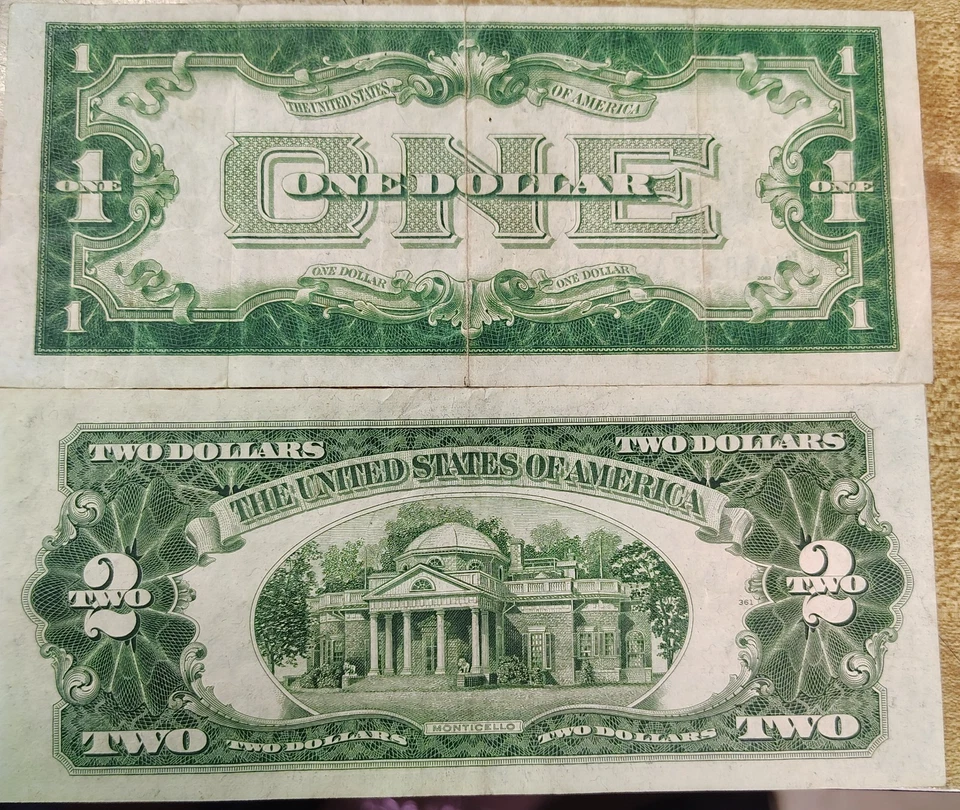 1 1
THE UNITED STATES OF AMERICA
ONE
ONE DOLLAR
1 ONE 1 ONE
ONE DOLLAR ONE DOLLAR
1 1
TWO DOLLARS TWO DOLLARS
THE UNITED STATES OF AMERICA
2 TWO 2 TWO
361
MONTICELLO
TWO TWO DOLLARS TWO DOLLARS TWO